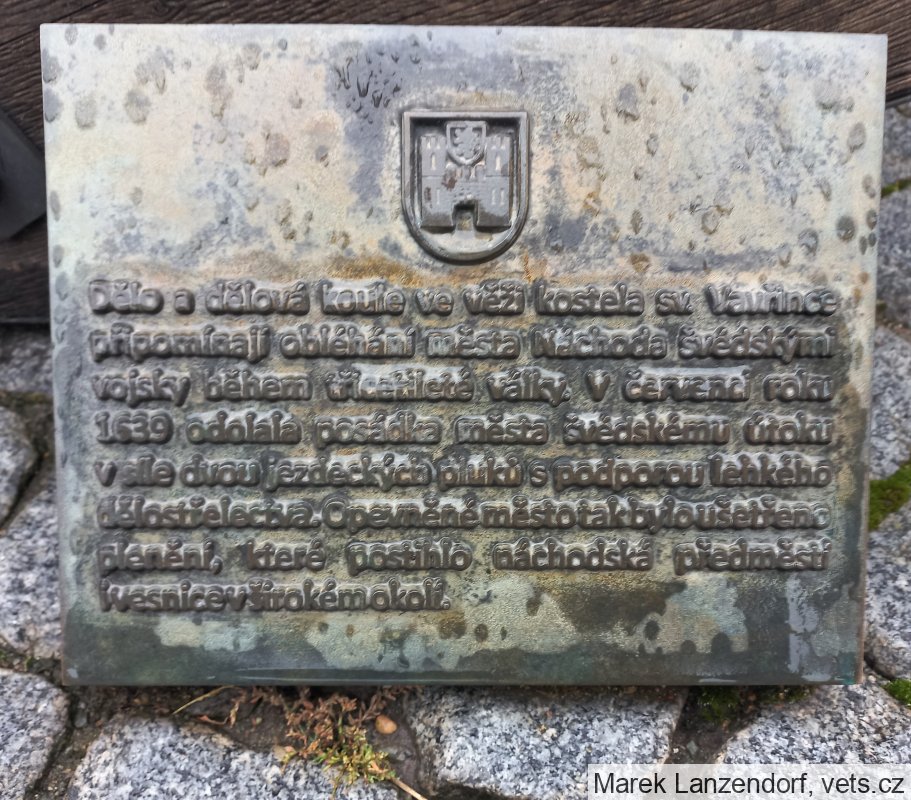 Dělo a dělová koule ve věži kostela sv. Vavřince
připomínají obléhání města Náchoda švédskými
vojsky během třicetileté války. V červenci roku
1639 odolala posádka města švédskému útoku
v síle dvou jezdeckých pluků s podporou lehkého
dělostřelectva. Opevněné město tak bylo ušetřeno
plenění, které postihlo náchodská předměstí
i vesnice v širokém okolí.
Marek Lanzendorf, vets.cz